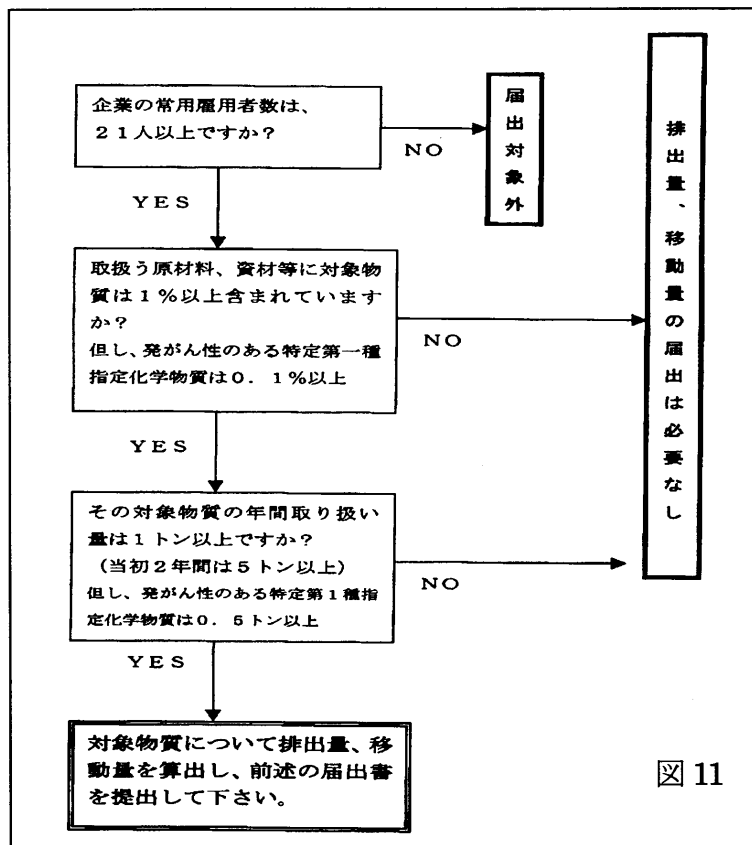 企業の常用雇用者数は、
21人以上ですか?
NO
届出対象外
YES
取扱う原材料、資材等に対象物
質は1%以上含まれています
か?
但し、発がん性のある特定第一種
指定化学物質は0.1%以上
NO
排出量、移動量の届出は必要なし
YES
その対象物質の年間取り扱い
量は1トン以上ですか?
(当初2年間は5トン以上)
但し、発がん性のある特定第1種指
定化学物質は0.5トン以上
NO
YES
対象物質について排出量、移
動量を算出し、前述の届出書
を提出して下さい。
図11